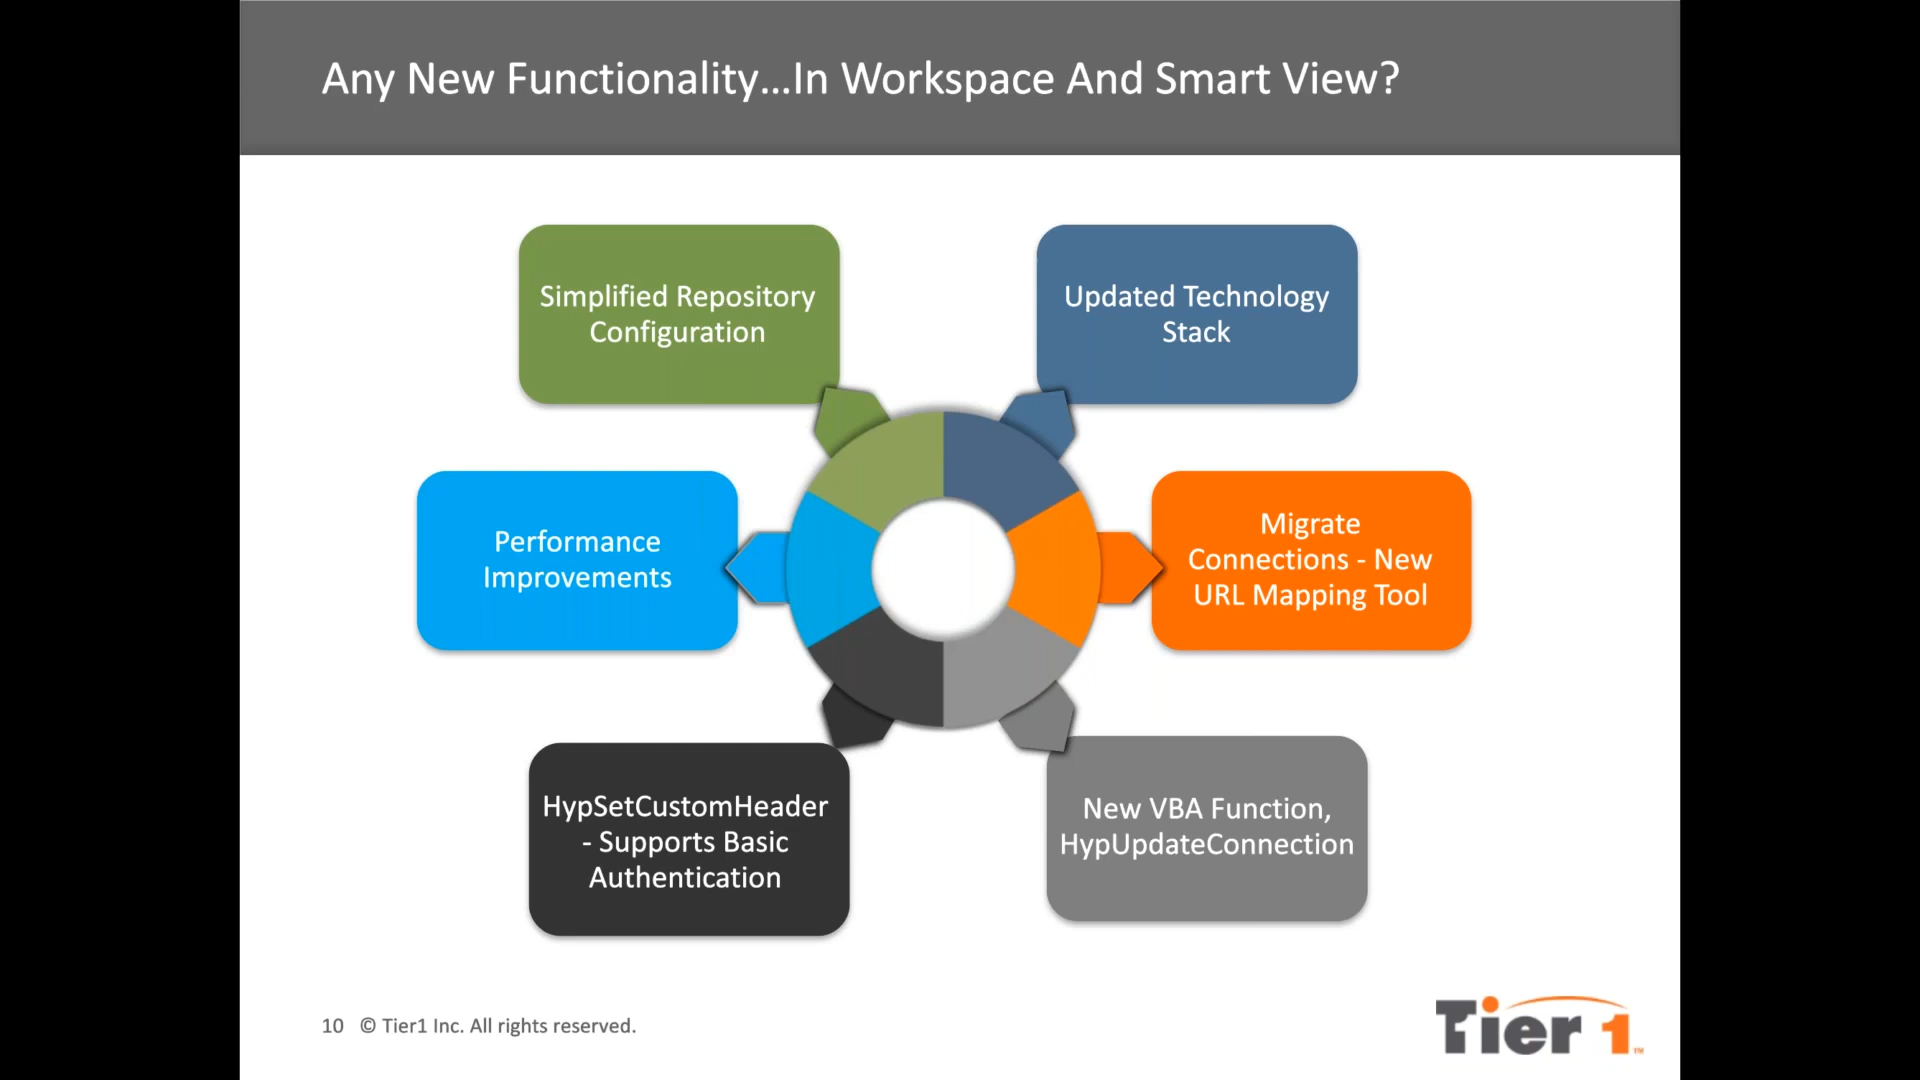 Any New Functionality...In Workspace And Smart View?
Simplified Repository
Configuration
Updated Technology
Stack
Performance
Improvements
Migrate
Connections - New
URL Mapping Tool
HypSetCustomHeader
- Supports Basic
Authentication
New VBA Function,
HypUpdateConnection
10 © Tier1 Inc. All rights reserved.
Tier 1™